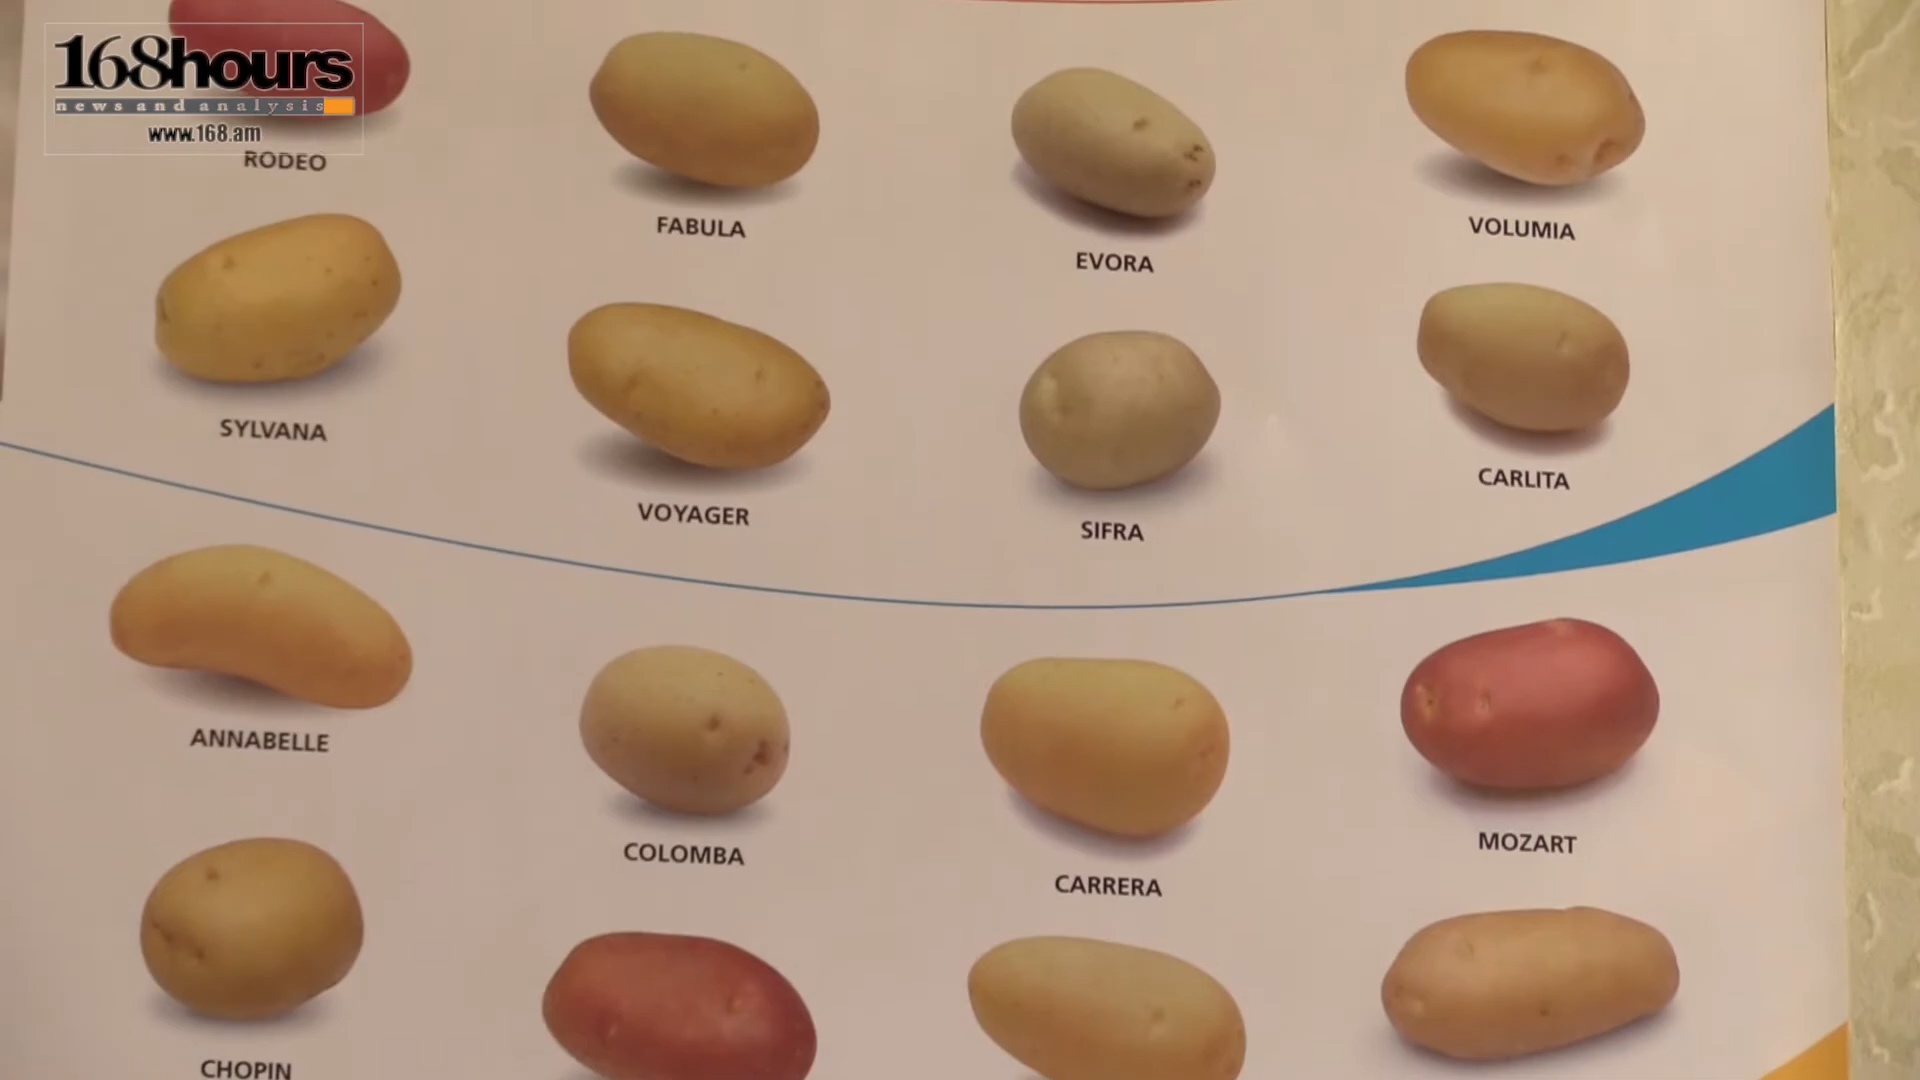 168hours
news and analysis
www.168.am
RODEO
FABULA
EVORA
VOLUMIA
SYLVANA
VOYAGER
SIFRA
CARLITA
ANNABELLE
COLOMBA
CARRERA
MOZART
CHOPIN